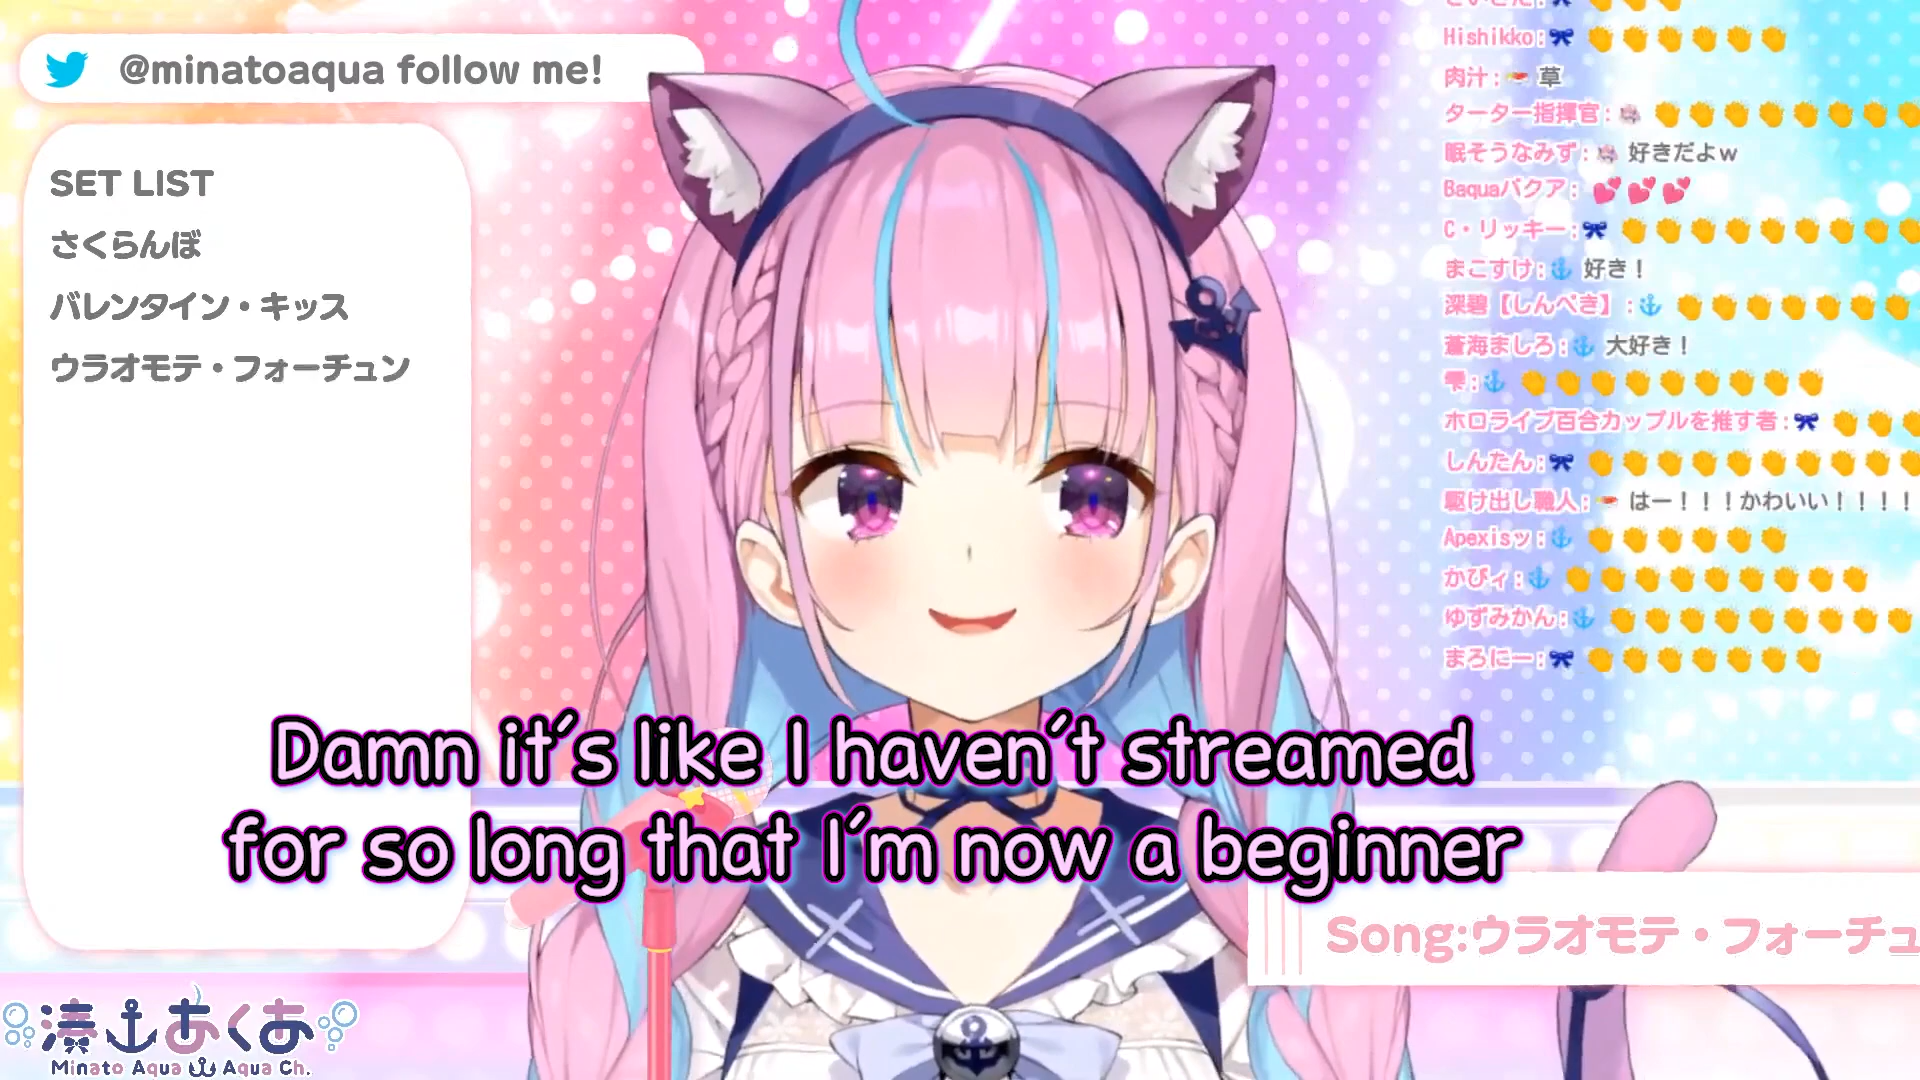 @minatoaqua follow me!
SET LIST
さくらんぼ
バレンタイン・キッス
ウラオモテ・フォーチュン
Hishikko:
肉汁: 草
ターター指揮官:
眠そうなみず: 好きだよw
Baquaバクア:
C・リッキー:
まこすけ: 好き！
深碧【しんぺき】:
蒼海ましろ: 大好き！
雫:
ホロライブ百合カップルを推す者:
しんたん:
駆け出し職人: はー！！！かわいい！！！！
Apexisッ:
かびィ:
ゆずみかん:
まろにー:
Damn it´s like I haven´t streamed
for so long that I´m now a beginner
Song:ウラオモテ・フォーチュ
湊あくあ
Minato Aqua Aqua Ch.